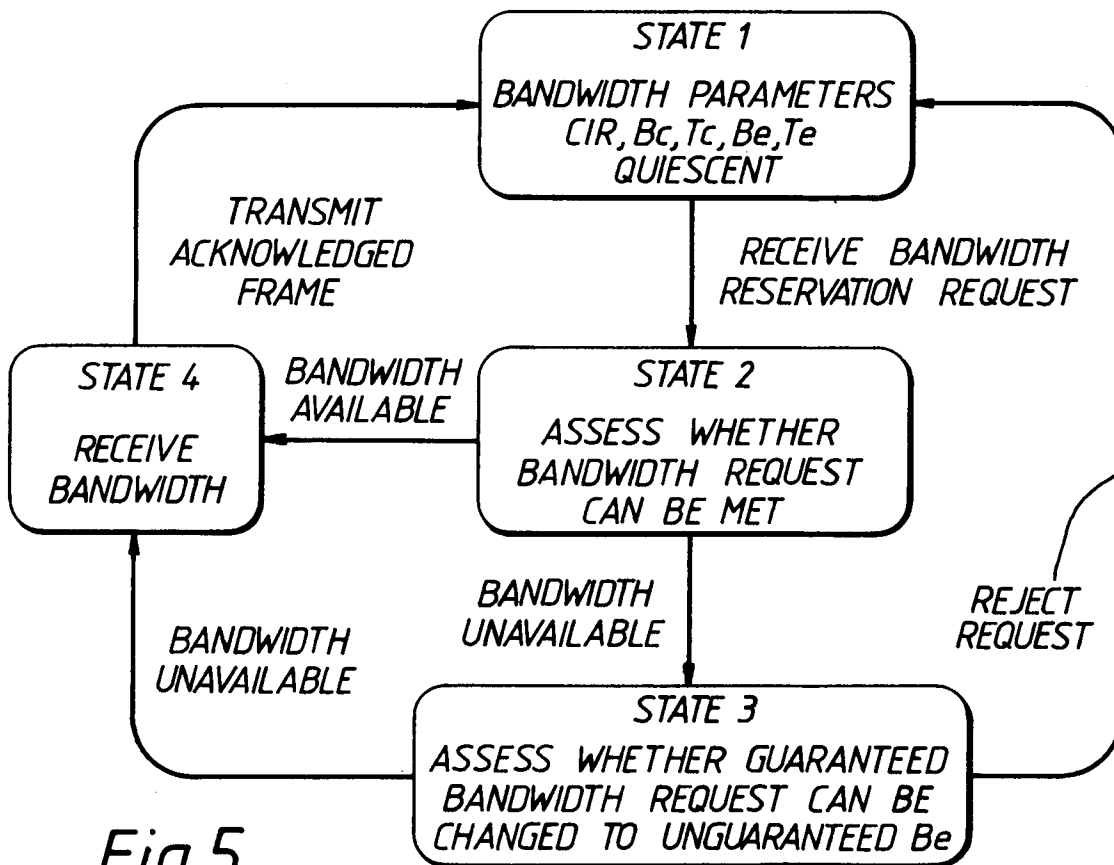 STATE 1
BANDWIDTH PARAMETERS
CIR, Bc, Tc, Be, Te
QUIESCENT
TRANSMIT
ACKNOWLEDGED
FRAME
RECEIVE BANDWIDTH
RESERVATION REQUEST
STATE 4
RECEIVE
BANDWIDTH
BANDWIDTH
AVAILABLE
STATE 2
ASSESS WHETHER
BANDWIDTH REQUEST
CAN BE MET
BANDWIDTH
UNAVAILABLE
BANDWIDTH
UNAVAILABLE
REJECT
REQUEST
STATE 3
ASSESS WHETHER GUARANTEED
BANDWIDTH REQUEST CAN BE
CHANGED TO UNGUARANTEED Be
Fig. 5